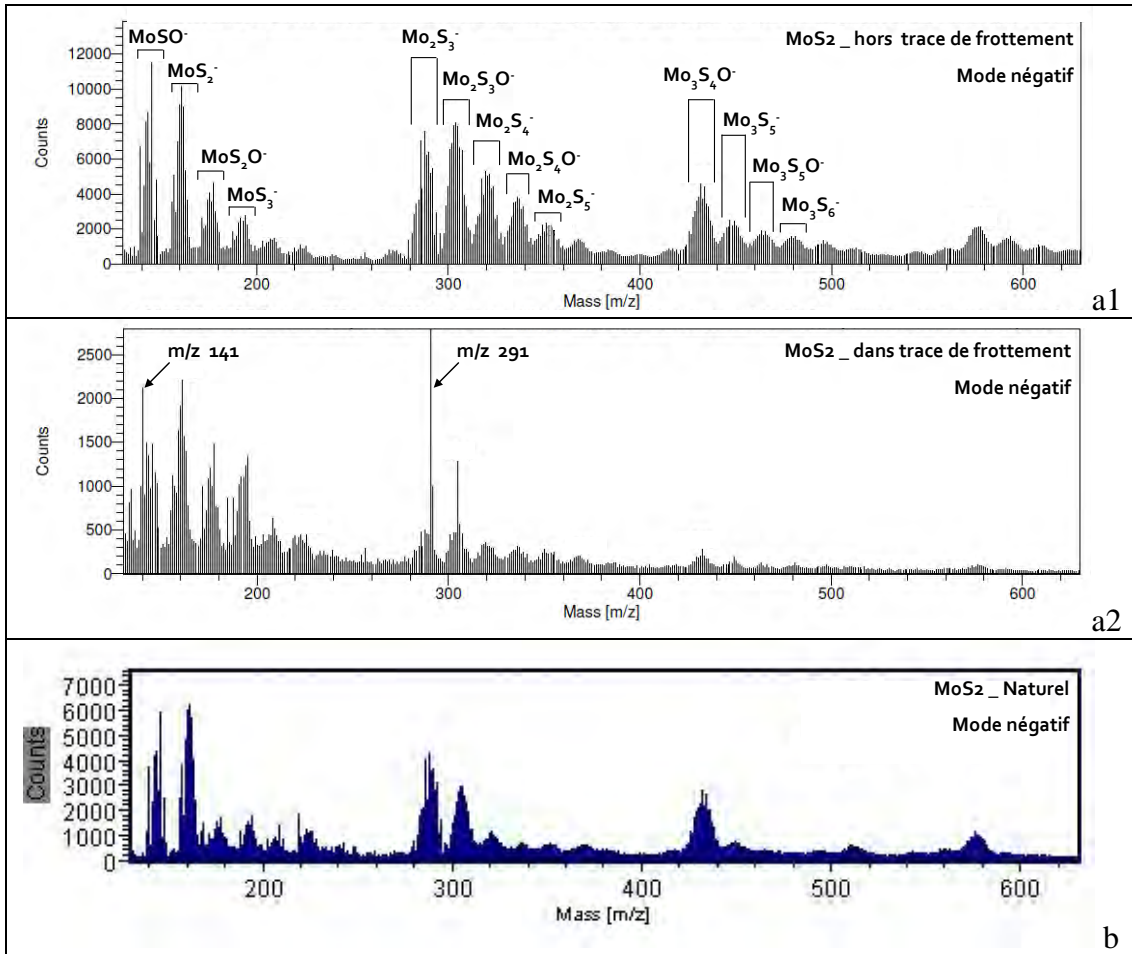 MoS2 _ hors trace de frottement
Mode négatif
MoSO⁻
MoS₂⁻
MoS₂O⁻
MoS₃⁻
Mo₂S₃⁻
Mo₂S₃O⁻
Mo₂S₄⁻
Mo₂S₄O⁻
Mo₂S₅⁻
Mo₃S₄O⁻
Mo₃S₅⁻
Mo₃S₅O⁻
Mo₃S₆⁻
Counts
12000
10000
8000
6000
4000
2000
0
200 300 400 500 600
Mass [m/z]
a1
MoS2 _ dans trace de frottement
Mode négatif
m/z 141
m/z 291
Counts
2500
2000
1500
1000
500
0
200 300 400 500 600
Mass [m/z]
a2
MoS2 _ Naturel
Mode négatif
Counts
7000
6000
5000
4000
3000
2000
1000
0
200 300 400 500 600
Mass [m/z]
b